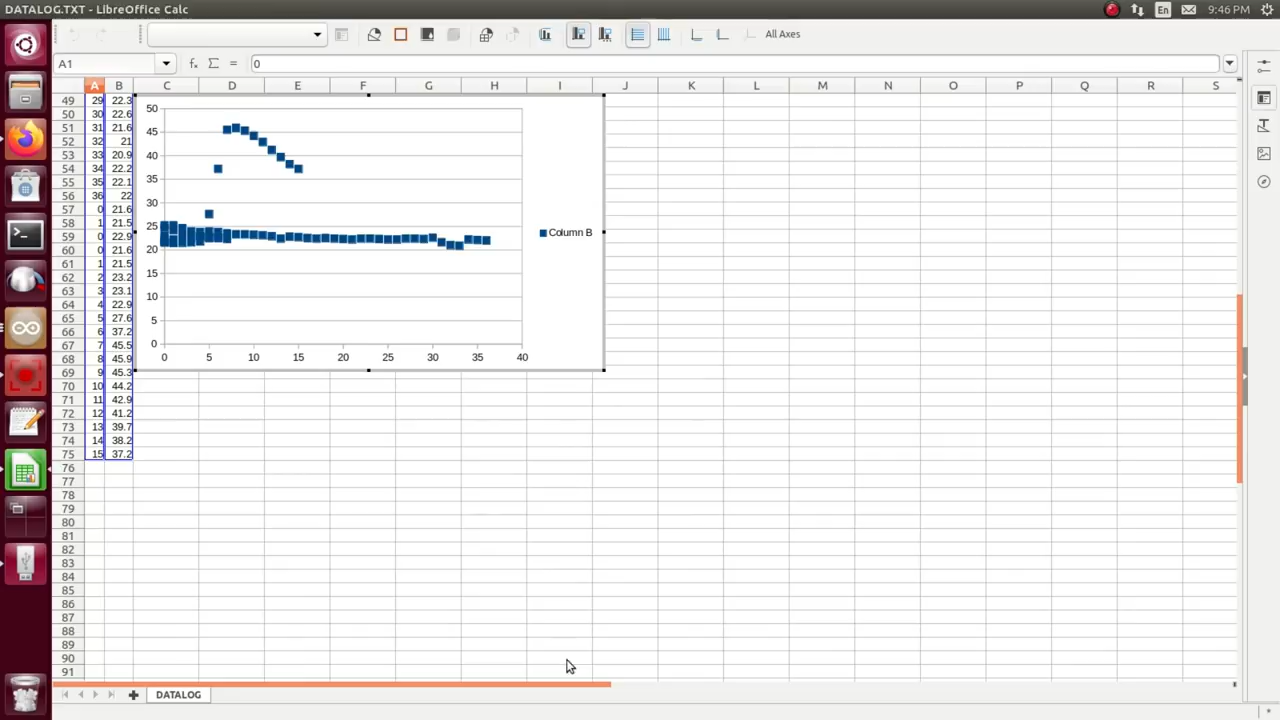 DATALOG.TXT - LibreOffice Calc
En
9:46 PM
All Axes
A1
0
A B C D E F G H I J K L M N O P Q R S
49 29 22.3
50 30 22.6
51 31 21.6
52 32 21
53 33 20.9
54 34 22.2
55 35 22.1
56 36 22
57 0 21.6
58 1 21.5
59 0 22.9
60 0 21.6
61 1 21.5
62 2 23.2
63 3 23.1
64 4 22.9
65 5 27.6
66 6 37.2
67 7 45.5
68 8 45.9
69 9 45.3
70 10 44.2
71 11 42.9
72 12 41.2
73 13 39.7
74 14 38.2
75 15 37.2
76
77
78
79
80
81
82
83
84
85
86
87
88
89
90
91
50
45
40
35
30
25
20
15
10
5
0
0 5 10 15 20 25 30 35 40
Column B
DATALOG